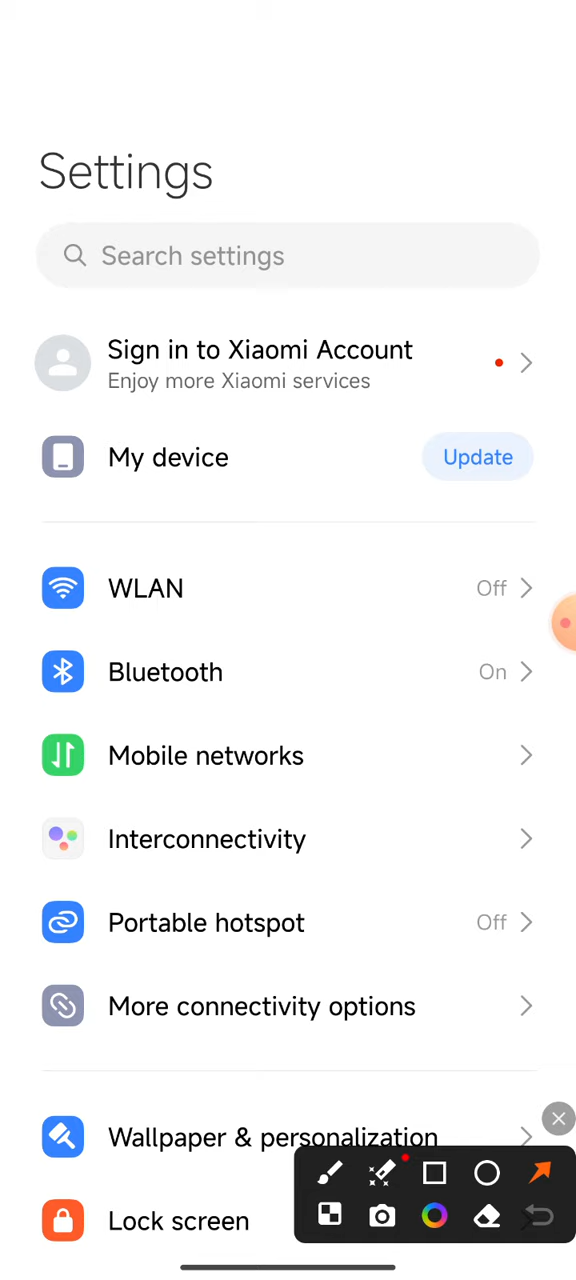 Settings
Search settings
Sign in to Xiaomi Account
Enjoy more Xiaomi services
My device
Update
WLAN
Off
Bluetooth
On
Mobile networks
Interconnectivity
Portable hotspot
Off
More connectivity options
Wallpaper & personalization
Lock screen